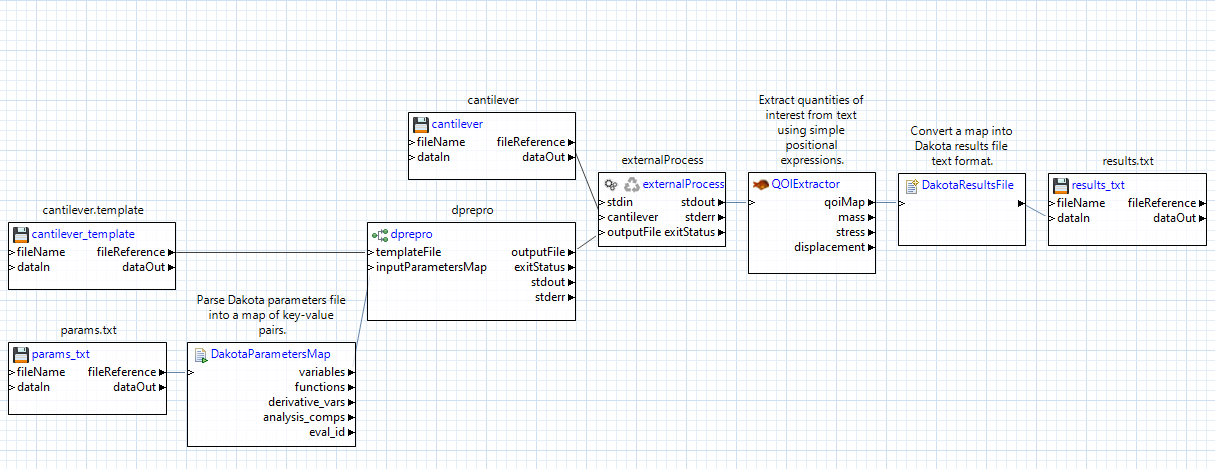 cantilever
cantilever
fileName fileReference
dataIn dataOut
externalProcess
externalProcess
stdin stdout
cantilever stderr
outputFile exitStatus
Extract quantities of
interest from text
using simple
positional
expressions.
QOIExtractor
qoiMap
mass
stress
displacement
Convert a map into
Dakota results file
text format.
DakotaResultsFile
results.txt
results_txt
fileName fileReference
dataIn dataOut
cantilever.template
cantilever_template
fileName fileReference
dataIn dataOut
dprepro
dprepro
templateFile outputFile
inputParametersMap exitStatus
stdout
stderr
Parse Dakota parameters file
into a map of key-value
pairs.
params.txt
params_txt
fileName fileReference
dataIn dataOut
DakotaParametersMap
variables
functions
derivative_vars
analysis_comps
eval_id